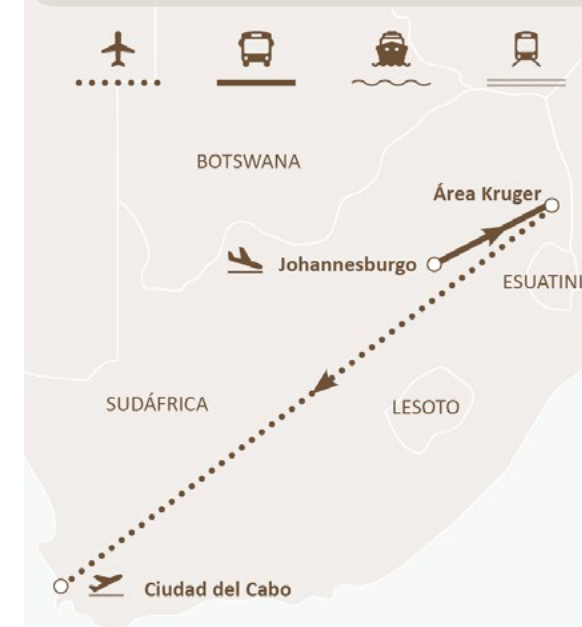 BOTSWANA
Área Kruger
Johannesburgo
ESUATINI
SUDÁFRICA
LESOTO
Ciudad del Cabo